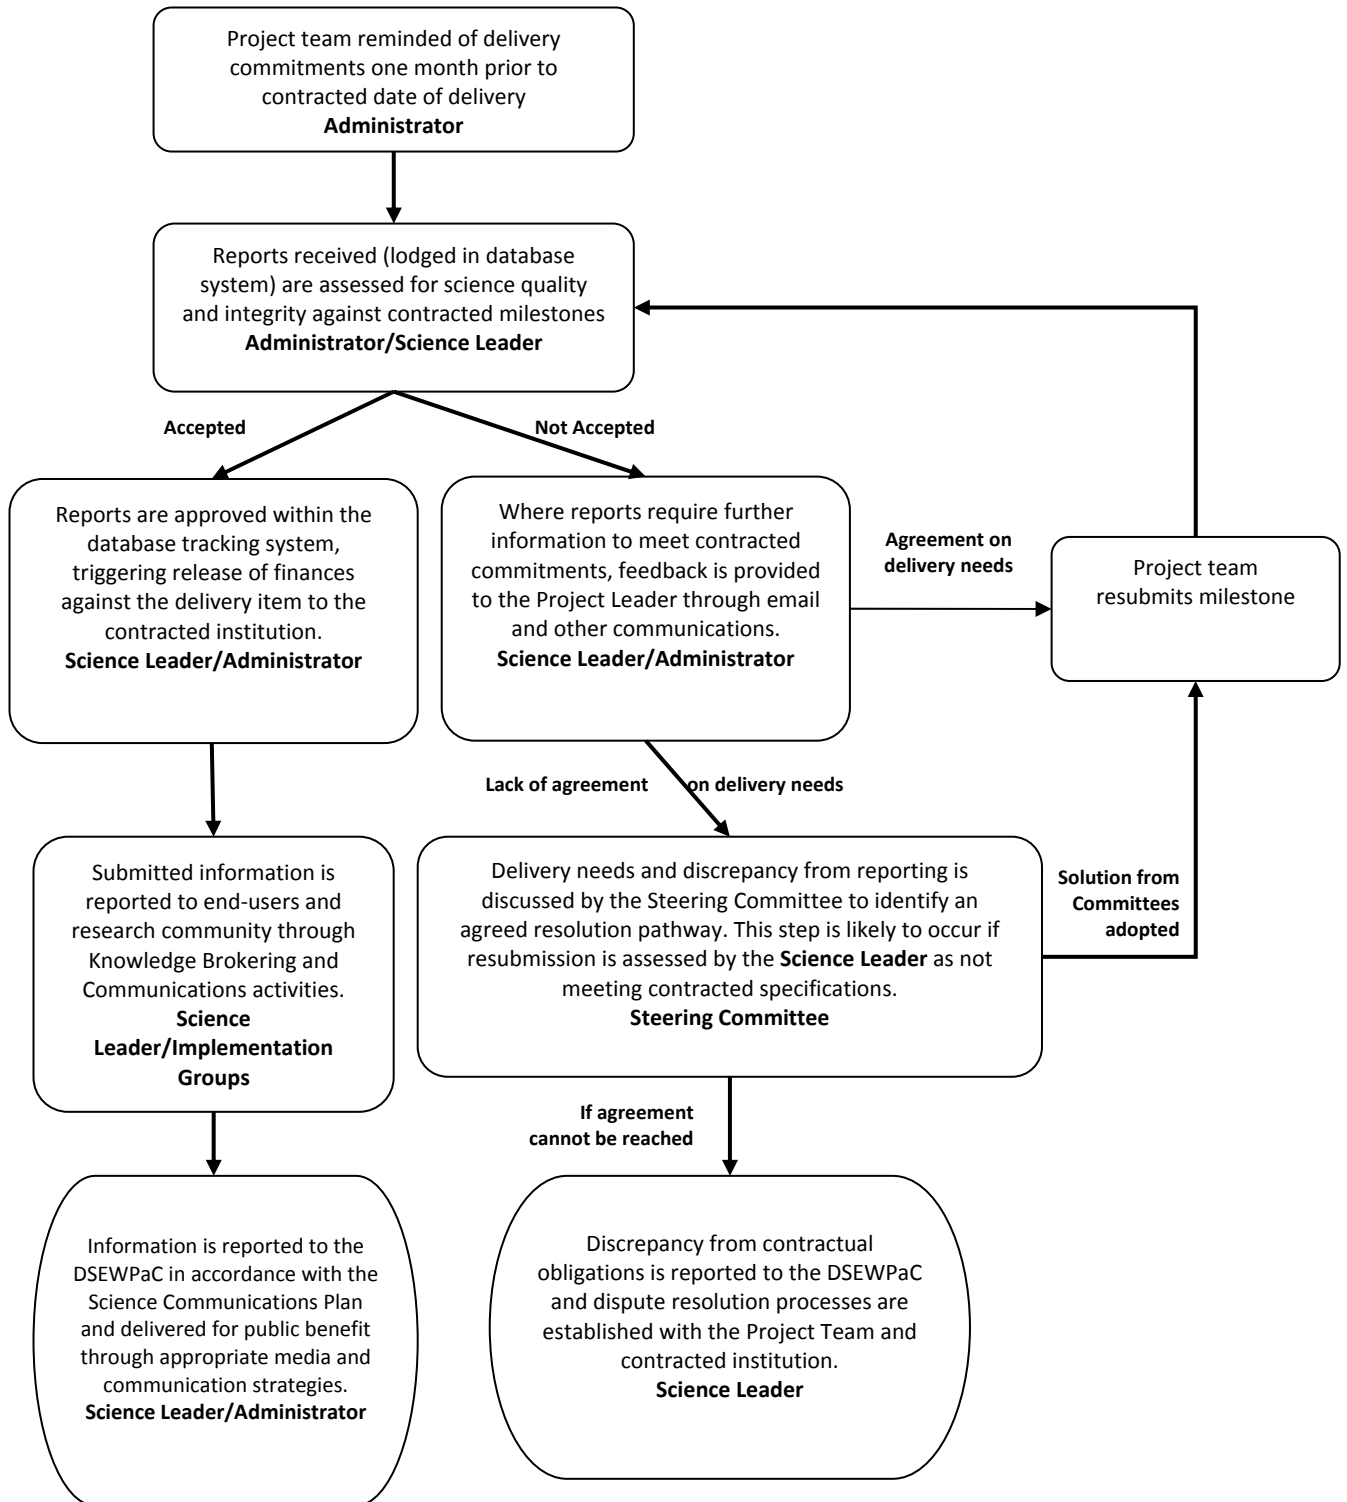 Project team reminded of delivery
commitments one month prior to
contracted date of delivery
Administrator
Reports received (lodged in database
system) are assessed for science quality
and integrity against contracted milestones
Administrator/Science Leader
Accepted
Not Accepted
Reports are approved within the
database tracking system,
triggering release of finances
against the delivery item to the
contracted institution.
Science Leader/Administrator
Where reports require further
information to meet contracted
commitments, feedback is provided
to the Project Leader through email
and other communications.
Science Leader/Administrator
Agreement on
delivery needs
Project team
resubmits milestone
Lack of agreement on delivery needs
Submitted information is
reported to end-users and
research community through
Knowledge Brokering and
Communications activities.
Science
Leader/Implementation
Groups
Delivery needs and discrepancy from reporting is
discussed by the Steering Committee to identify an
agreed resolution pathway. This step is likely to occur if
resubmission is assessed by the Science Leader as not
meeting contracted specifications.
Steering Committee
Solution from
Committees
adopted
If agreement
cannot be reached
Information is reported to the
DSEWPaC in accordance with the
Science Communications Plan
and delivered for public benefit
through appropriate media and
communication strategies.
Science Leader/Administrator
Discrepancy from contractual
obligations is reported to the DSEWPaC
and dispute resolution processes are
established with the Project Team and
contracted institution.
Science Leader